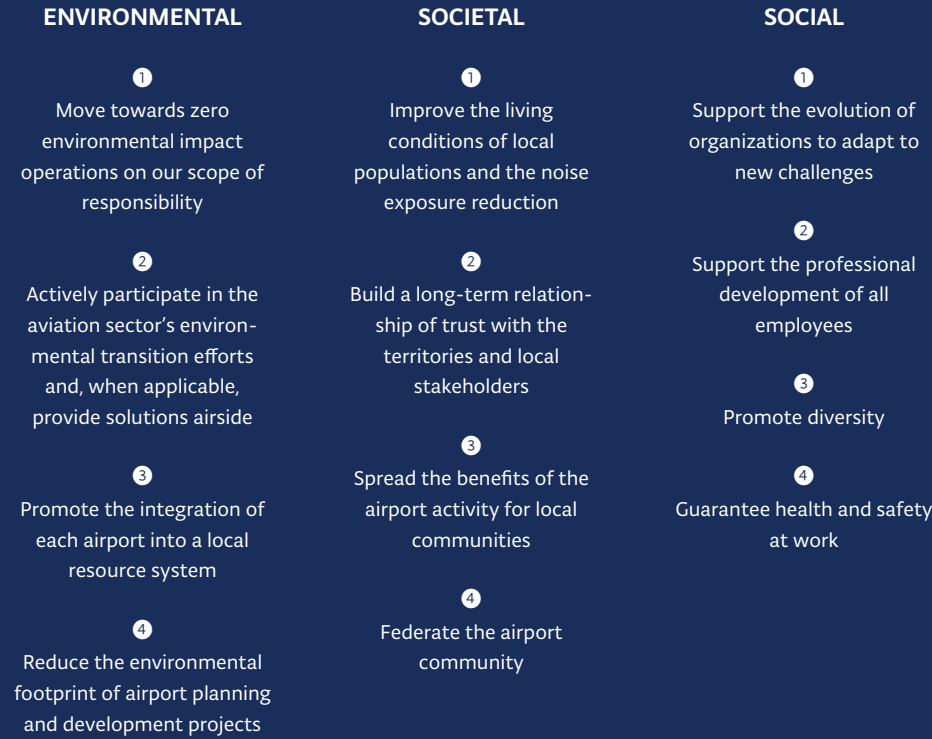 ENVIRONMENTAL
①
Move towards zero
environmental impact
operations on our scope of
responsibility
②
Actively participate in the
aviation sector’s environ-
mental transition efforts
and, when applicable,
provide solutions airside
③
Promote the integration of
each airport into a local
resource system
④
Reduce the environmental
footprint of airport planning
and development projects
SOCIETAL
①
Improve the living
conditions of local
populations and the noise
exposure reduction
②
Build a long-term relation-
ship of trust with the
territories and local
stakeholders
③
Spread the benefits of the
airport activity for local
communities
④
Federate the airport
community
SOCIAL
①
Support the evolution of
organizations to adapt to
new challenges
②
Support the professional
development of all
employees
③
Promote diversity
④
Guarantee health and safety
at work